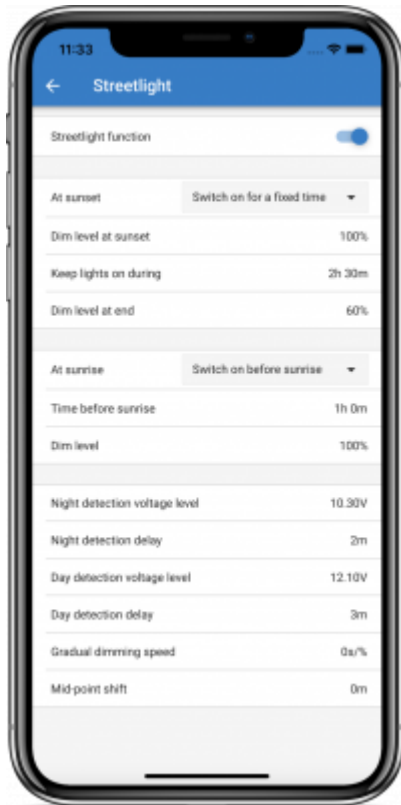 11:33
Streetlight
Streetlight function
At sunset Switch on for a fixed time
Dim level at sunset 100%
Keep lights on during 2h 30m
Dim level at end 60%
At sunrise Switch on before sunrise
Time before sunrise 1h 0m
Dim level 100%
Night detection voltage level 10.30V
Night detection delay 2m
Day detection voltage level 12.10V
Day detection delay 3m
Gradual dimming speed 0s/%
Mid-point shift 0m